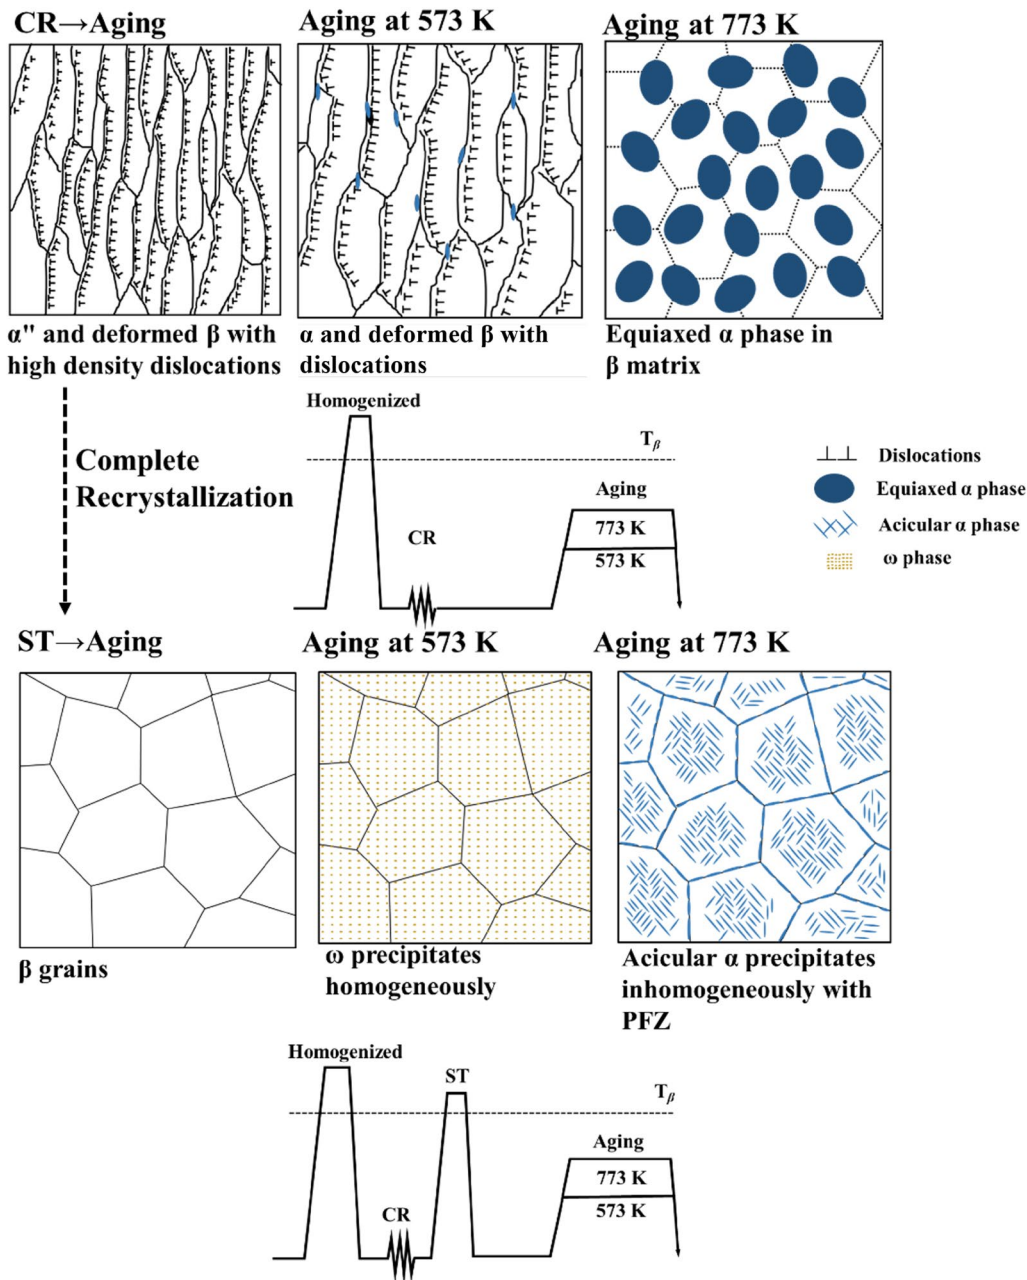 CR→Aging
Aging at 573 K
Aging at 773 K
α" and deformed β with
high density dislocations
α and deformed β with
dislocations
Equiaxed α phase in
β matrix
Complete
Recrystallization
Homogenized
Tβ
CR
Aging
773 K
573 K
Dislocations
Equiaxed α phase
Acicular α phase
ω phase
ST→Aging
Aging at 573 K
Aging at 773 K
β grains
ω precipitates
homogeneously
Acicular α precipitates
inhomogeneously with
PFZ
Homogenized
ST
Tβ
CR
Aging
773 K
573 K